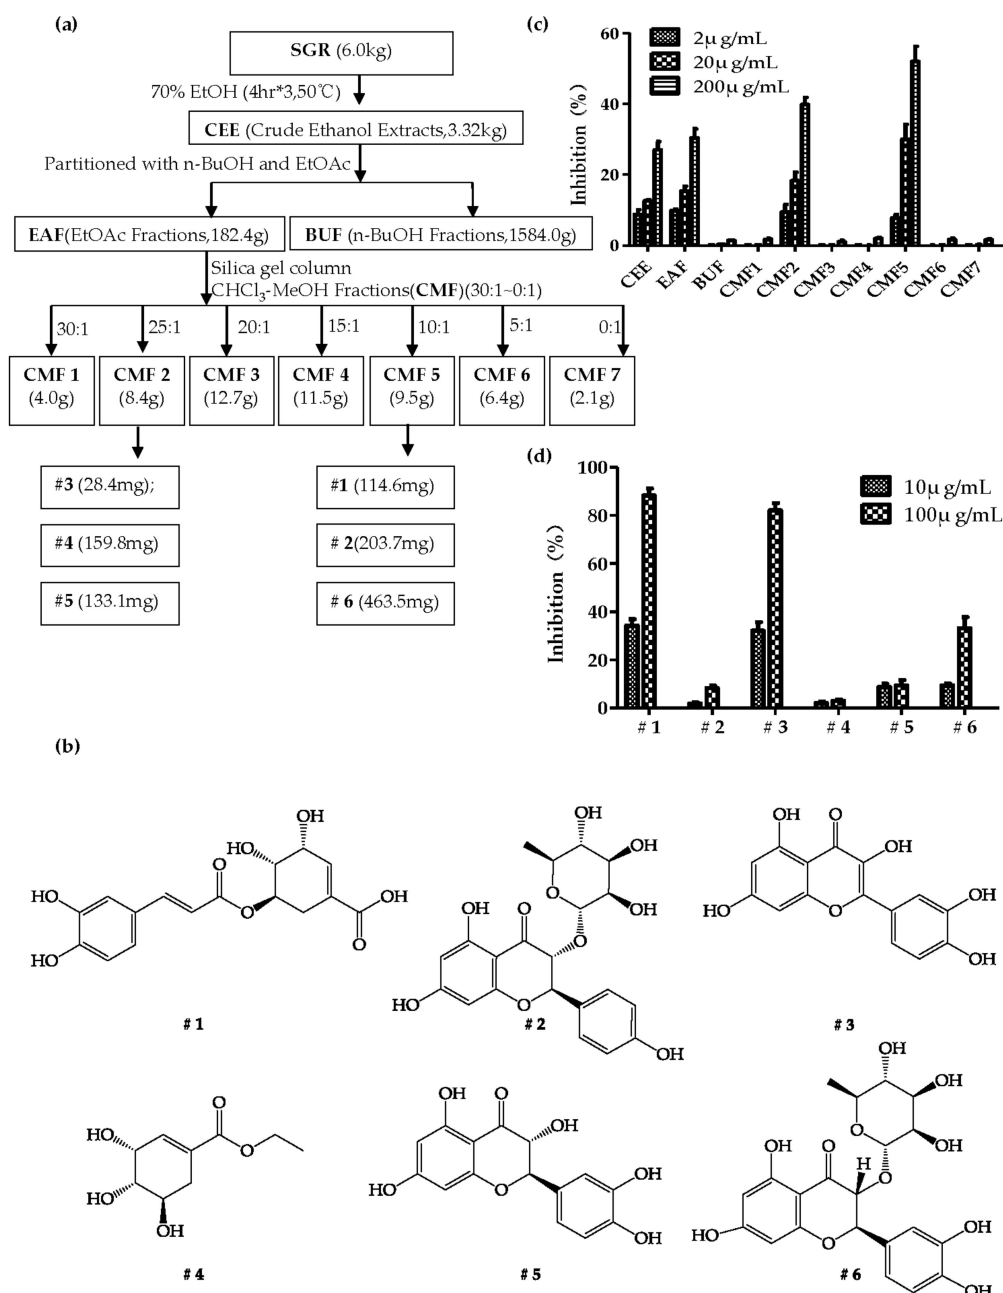 (a)
SGR (6.0kg)
70% EtOH (4hr*3,50℃)
CEE (Crude Ethanol Extracts,3.32kg)
Partitioned with n-BuOH and EtOAc
EAF(EtOAc Fractions,182.4g)
BUF (n-BuOH Fractions,1584.0g)
Silica gel column
CHCl3-MeOH Fractions(CMF)(30:1~0:1)
30:1
25:1
20:1
15:1
10:1
5:1
0:1
CMF 1
(4.0g)
CMF 2
(8.4g)
CMF 3
(12.7g)
CMF 4
(11.5g)
CMF 5
(9.5g)
CMF 6
(6.4g)
CMF 7
(2.1g)
#3 (28.4mg);
#4 (159.8mg)
#5 (133.1mg)
#1 (114.6mg)
# 2(203.7mg)
# 6(463.5mg)
(c)
2μ g/mL
20μ g/mL
200μ g/mL
Inhibition (%)
60
40
20
0
CEE
EAF
BUF
CMF1
CMF2
CMF3
CMF4
CMF5
CMF6
CMF7
(d)
10μ g/mL
100μ g/mL
Inhibition (%)
100
80
60
40
20
0
# 1
# 2
# 3
# 4
# 5
# 6
(b)
OH
HO
O
HO
HO
O
OH
O
# 1
OH
HO
OH
O
OH
OH
O
O
HO
O
OH
# 2
OH
O
OH
HO
O
OH
OH
# 3
HO
O
O
HO
OH
# 4
OH
O
OH
HO
O
OH
OH
# 5
OH
OH
O
OH
OH
O
H
O
HO
O
OH
OH
# 6